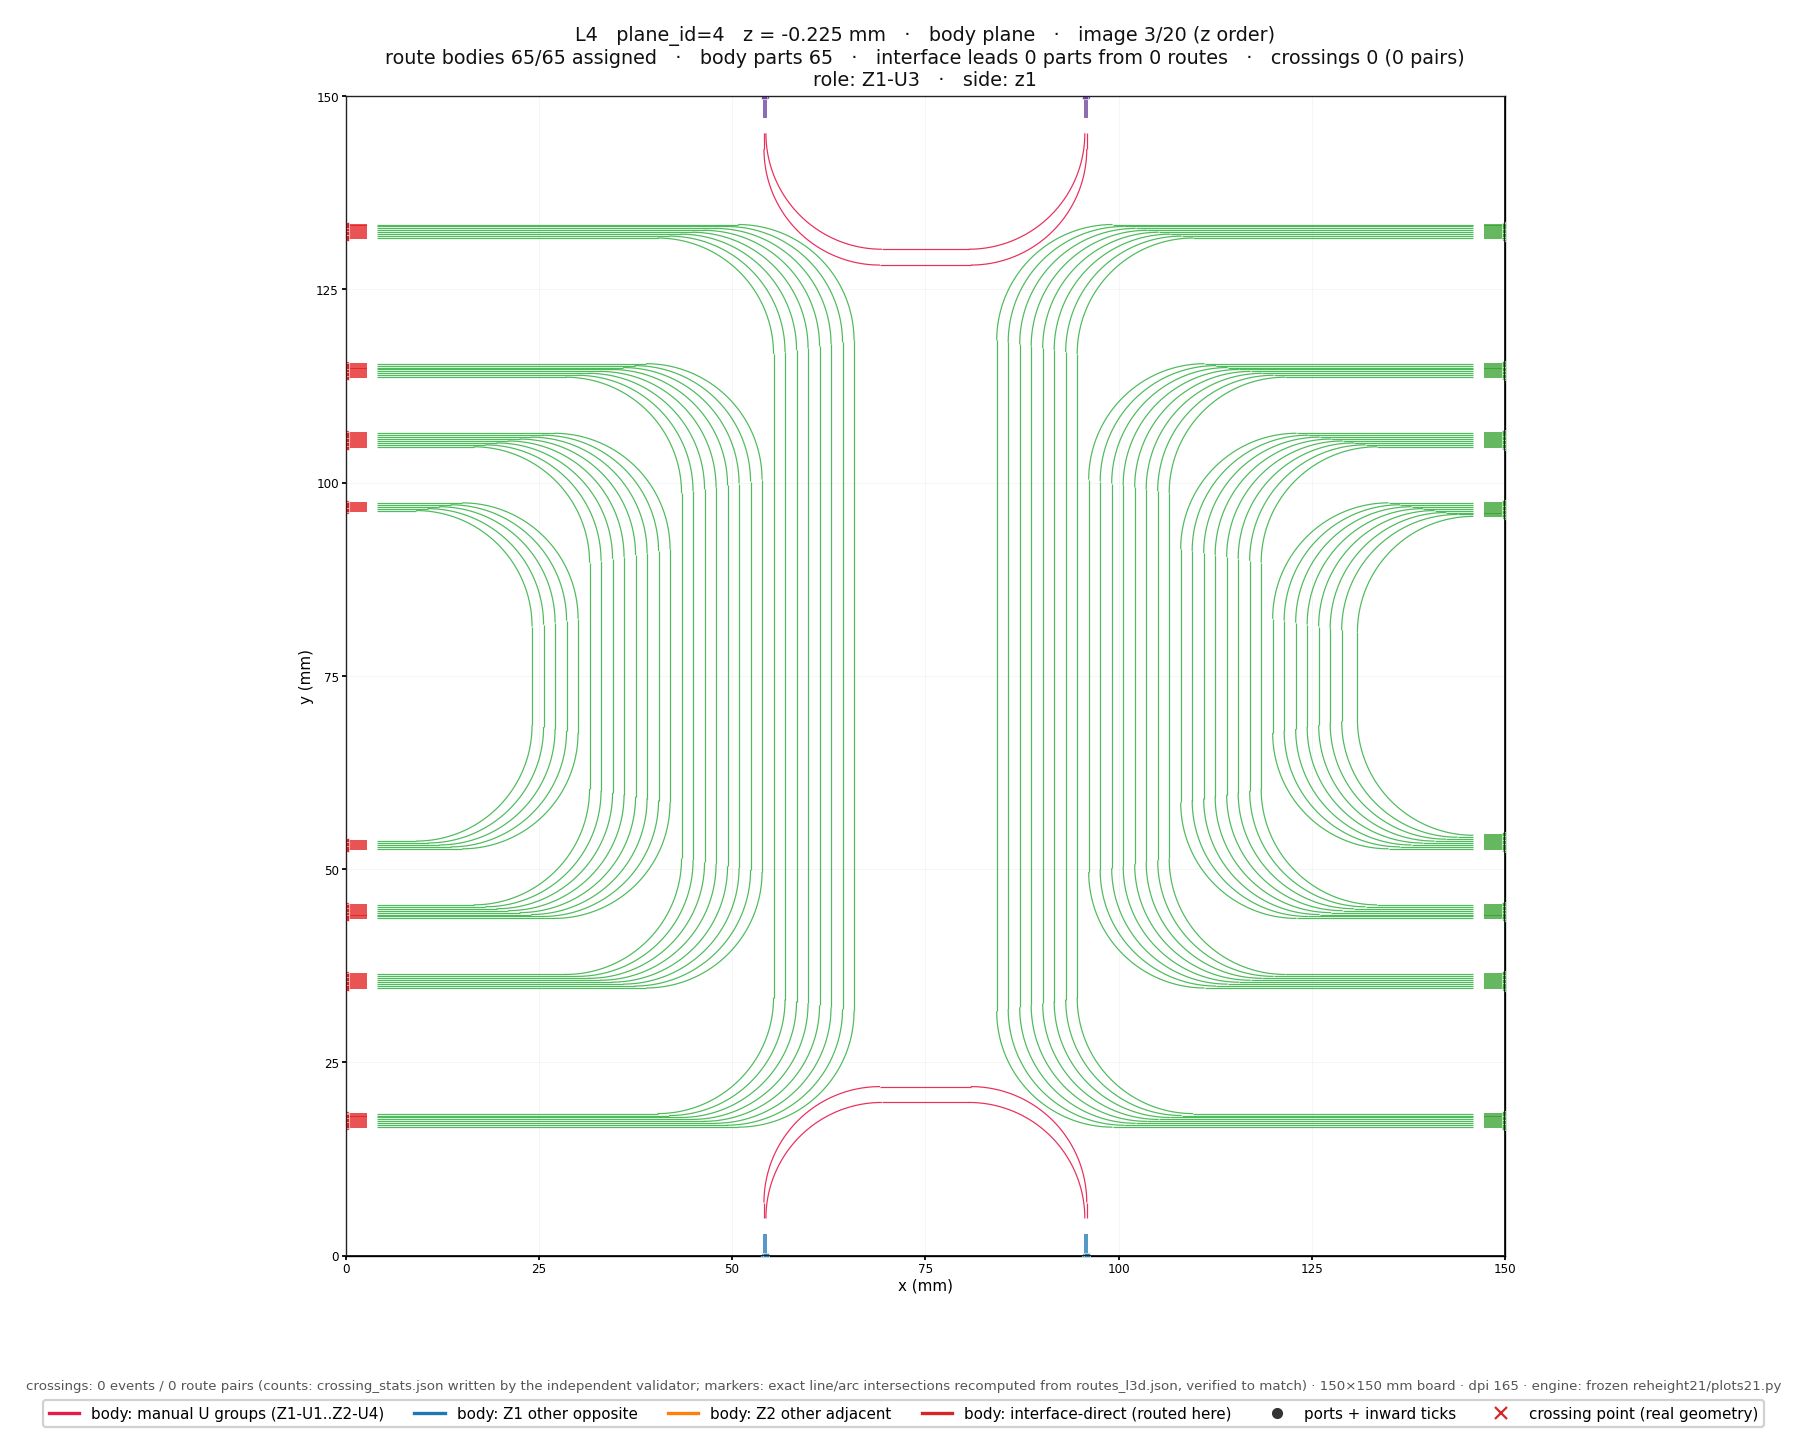 L4   plane_id=4   z = -0.225 mm   ·   body plane   ·   image 3/20 (z order)
route bodies 65/65 assigned   ·   body parts 65   ·   interface leads 0 parts from 0 routes   ·   crossings 0 (0 pairs)
role: Z1-U3   ·   side: z1
150
125
100
75
50
25
0
y (mm)
0 25 50 75 100 125 150
x (mm)
crossings: 0 events / 0 route pairs (counts: crossing_stats.json written by the independent validator; markers: exact line/arc intersections recomputed from routes_l3d.json, verified to match) · 150×150 mm board · dpi 165 · engine: frozen reheight21/plots21.py
body: manual U groups (Z1-U1..Z2-U4) body: Z1 other opposite body: Z2 other adjacent body: interface-direct (routed here) ports + inward ticks crossing point (real geometry)